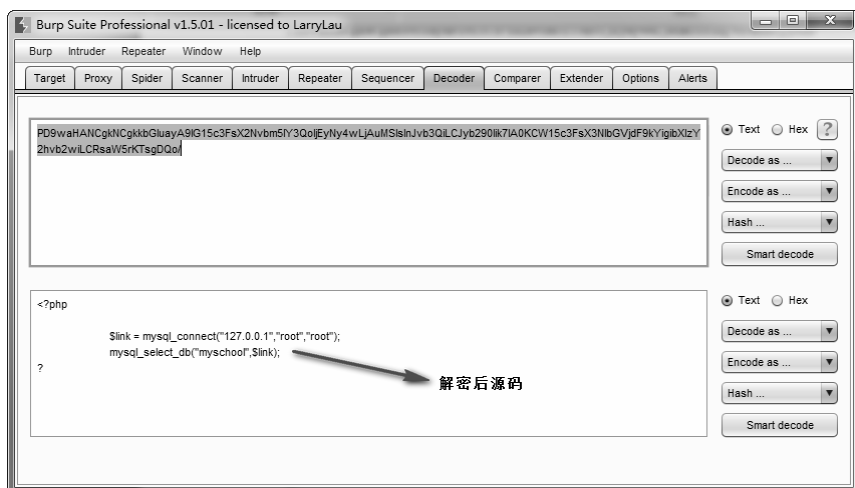 Burp Suite Professional v1.5.01 - licensed to LarryLau
Burp Intruder Repeater Window Help
Target Proxy Spider Scanner Intruder Repeater Sequencer Decoder Comparer Extender Options Alerts
PD9waHANCgkNCgkkbGluayA9IG15c3FsX2Nvbm5lY3QoIjEyNy4wLjAuMSIsInJvb3QiLCJyb290Iik7IA0KCW15c3FsX3NlbGVjdF9kYigibXlzY
2hvb2wiLCRsaW5rKTsgDQo/
Text Hex ?
Decode as ...
Encode as ...
Hash ...
Smart decode
<?php
$link = mysql_connect("127.0.0.1","root","root");
mysql_select_db("myschool",$link);
?
解密后源码
Text Hex
Decode as ...
Encode as ...
Hash ...
Smart decode